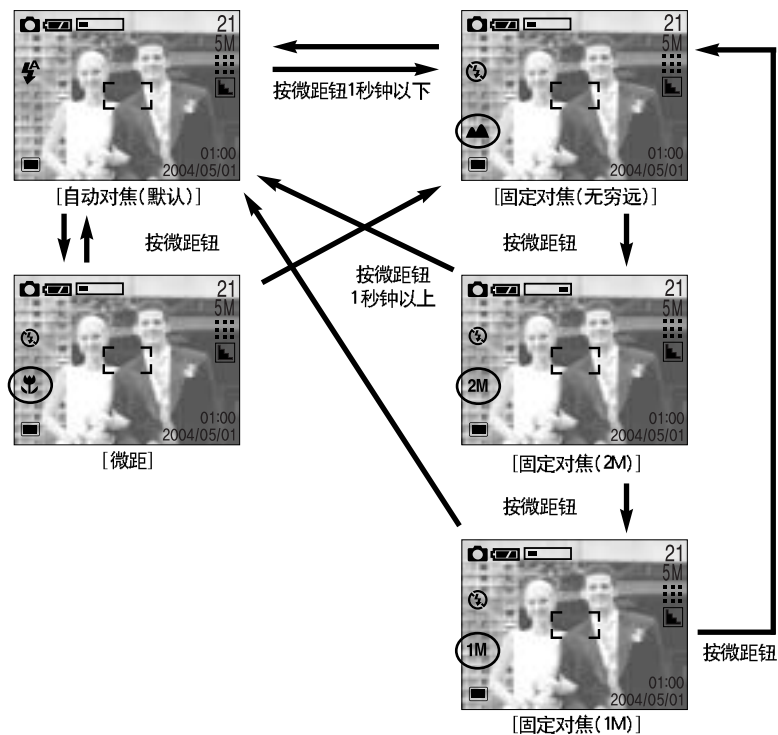 21
5M
01:00
2004/05/01
[自动对焦(默认)]
按微距钮1秒钟以下
21
5M
01:00
2004/05/01
[固定对焦(无穷远)]
按微距钮
按微距钮
1秒钟以上
按微距钮
21
5M
01:00
2004/05/01
[微距]
21
5M
2M
01:00
2004/05/01
[固定对焦(2M)]
按微距钮
21
5M
1M
01:00
2004/05/01
[固定对焦(1M)]
按微距钮